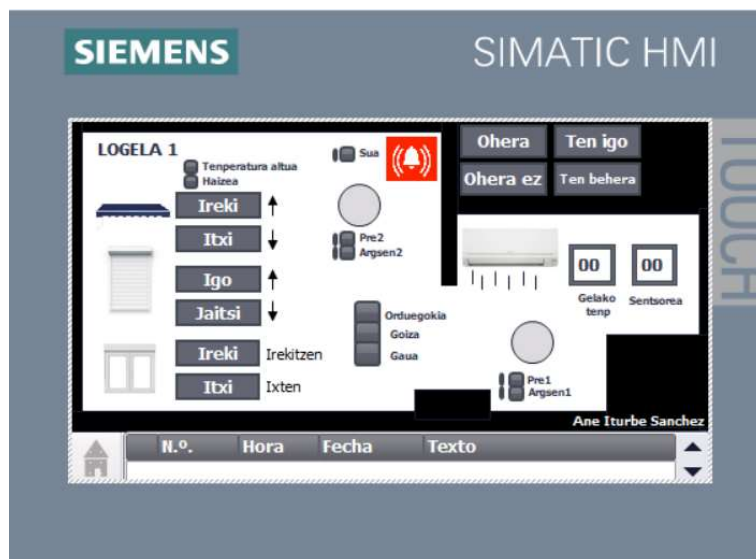 SIEMENS
SIMATIC HMI
TOUCH
LOGELA 1
Tenperatura altua
Haizea
Sua
Ireki
Itxi
Pre2
Argsen2
Igo
Jaitsi
Orduegokia
Goiza
Gaua
Ireki Irekitzen
Itxi Ixten
Ohera Ten igo
Ohera ez Ten behera
00 00
Gelako tenp
Sentsorea
Pre1
Argsen1
Ane Iturbe Sanchez
N.º. Hora Fecha Texto